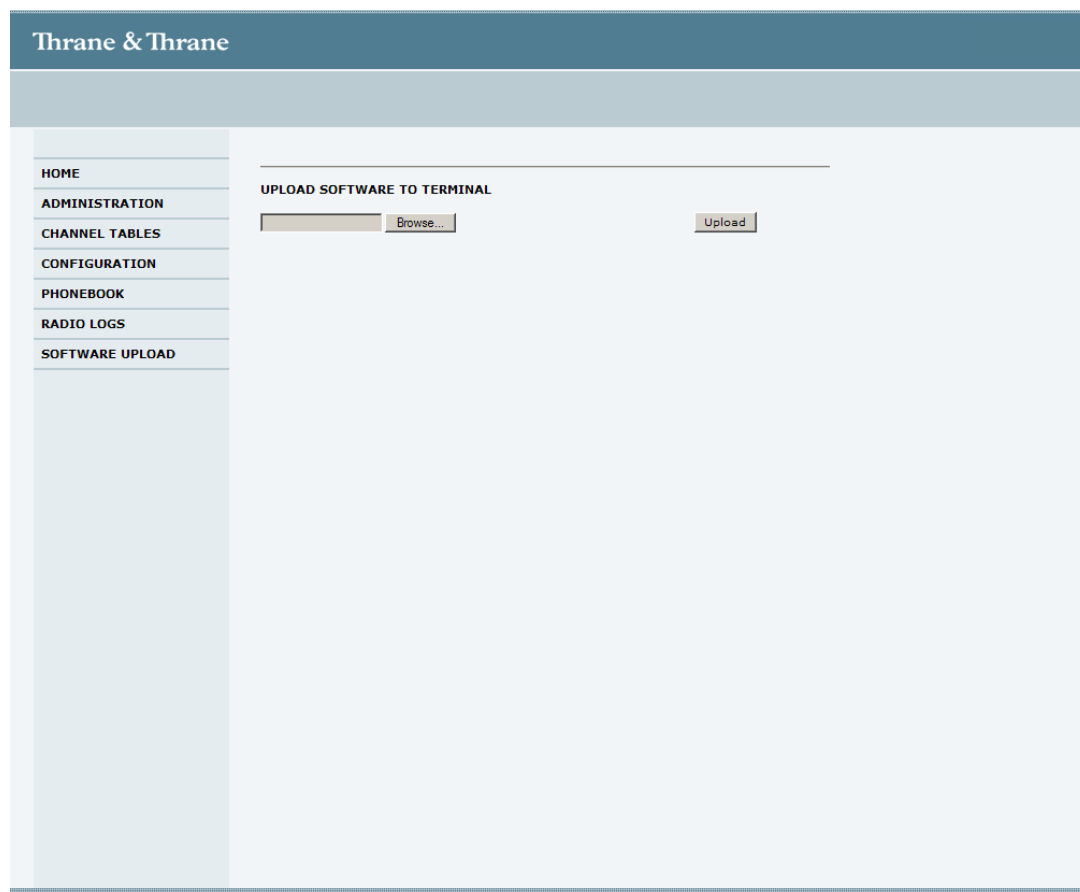 Thrane & Thrane
HOME
ADMINISTRATION
CHANNEL TABLES
CONFIGURATION
PHONEBOOK
RADIO LOGS
SOFTWARE UPLOAD
UPLOAD SOFTWARE TO TERMINAL
Browse... Upload